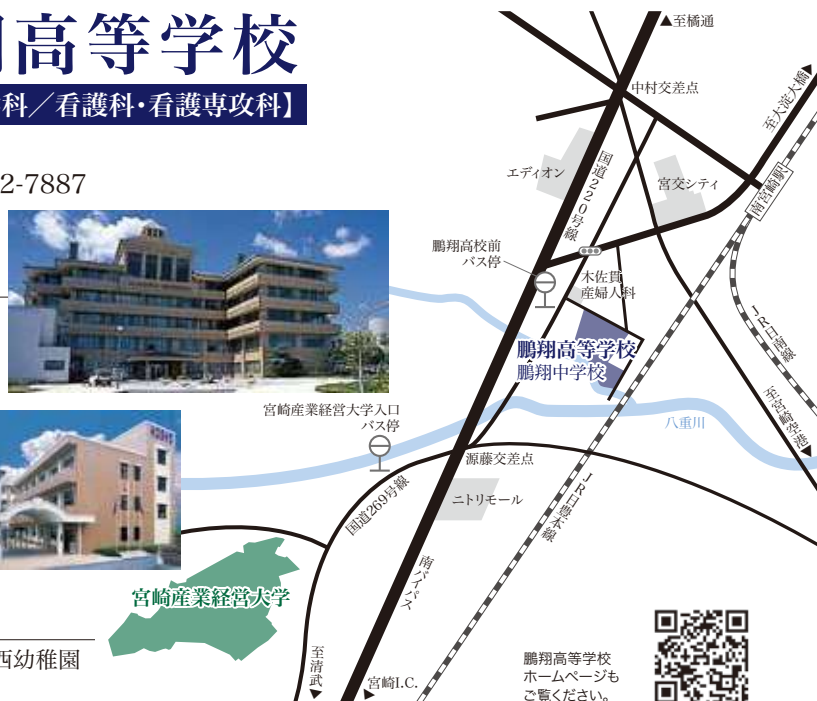 高等学校
科／看護科・看護専攻科】
2-7887
▲至橘通
中村交差点
至大淀大橋▶
エディオン
国道220号線
宮交シティ
南宮崎駅
鵬翔高校前
バス停
木佐貫
産婦人科
鵬翔高等学校
鵬翔中学校
JR日南線
宮崎産業経営大学入口
バス停
八重川
至宮崎空港▶
源藤交差点
国道269号線
ニトリモール
JR日豊本線
南バイパス
宮崎産業経営大学
西幼稚園
至清武▶
宮崎I.C.
鵬翔高等学校
ホームページも
ご覧ください。